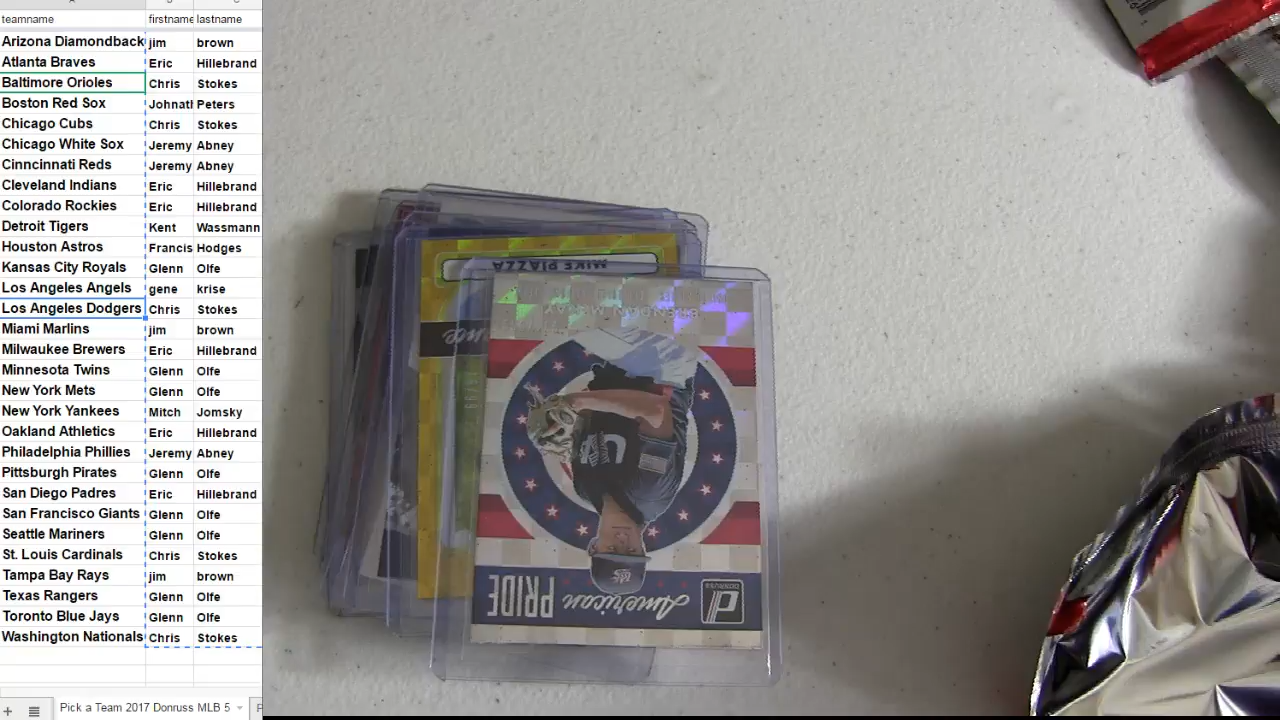 teamname firstname lastname
Arizona Diamondback jim brown
Atlanta Braves Eric Hillebrand
Baltimore Orioles Chris Stokes
Boston Red Sox Johnath Peters
Chicago Cubs Chris Stokes
Chicago White Sox Jeremy Abney
Cinncinnati Reds Jeremy Abney
Cleveland Indians Eric Hillebrand
Colorado Rockies Eric Hillebrand
Detroit Tigers Kent Wassmann
Houston Astros Francis Hodges
Kansas City Royals Glenn Olfe
Los Angeles Angels gene krise
Los Angeles Dodgers Chris Stokes
Miami Marlins jim brown
Milwaukee Brewers Eric Hillebrand
Minnesota Twins Glenn Olfe
New York Mets Glenn Olfe
New York Yankees Mitch Jomsky
Oakland Athletics Eric Hillebrand
Philadelphia Phillies Jeremy Abney
Pittsburgh Pirates Glenn Olfe
San Diego Padres Eric Hillebrand
San Francisco Giants Glenn Olfe
Seattle Mariners Glenn Olfe
St. Louis Cardinals Chris Stokes
Tampa Bay Rays jim brown
Texas Rangers Glenn Olfe
Toronto Blue Jays Glenn Olfe
Washington Nationals Chris Stokes
Pick a Team 2017 Donruss MLB 5
MIKE PIAZZA
American PRIDE
DONRUSS